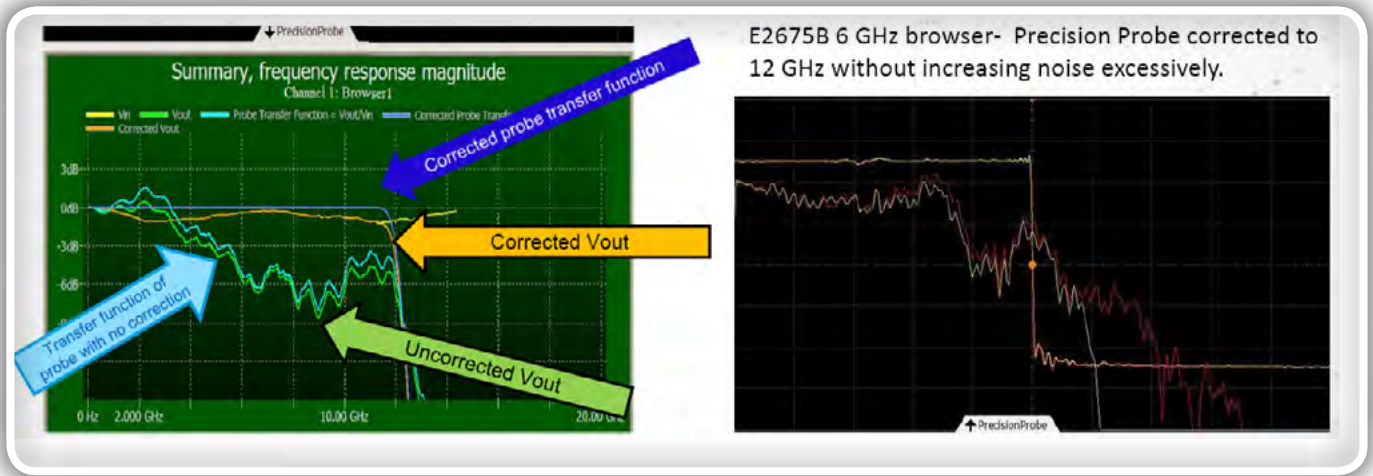 PrecisionProbe
Summary, frequency response magnitude
Channel 1: Browser1
Vin
Vout
Probe Transfer Function = Vout/Vin
Corrected Probe
Corrected Vout
3dB
0dB
-3dB
-6dB
0 Hz
2.000 GHz
10.00 GHz
20.00
Corrected probe transfer function
Corrected Vout
Transfer function of
probe with no correction
Uncorrected Vout
E2675B 6 GHz browser- Precision Probe corrected to
12 GHz without increasing noise excessively.
PrecisionProbe